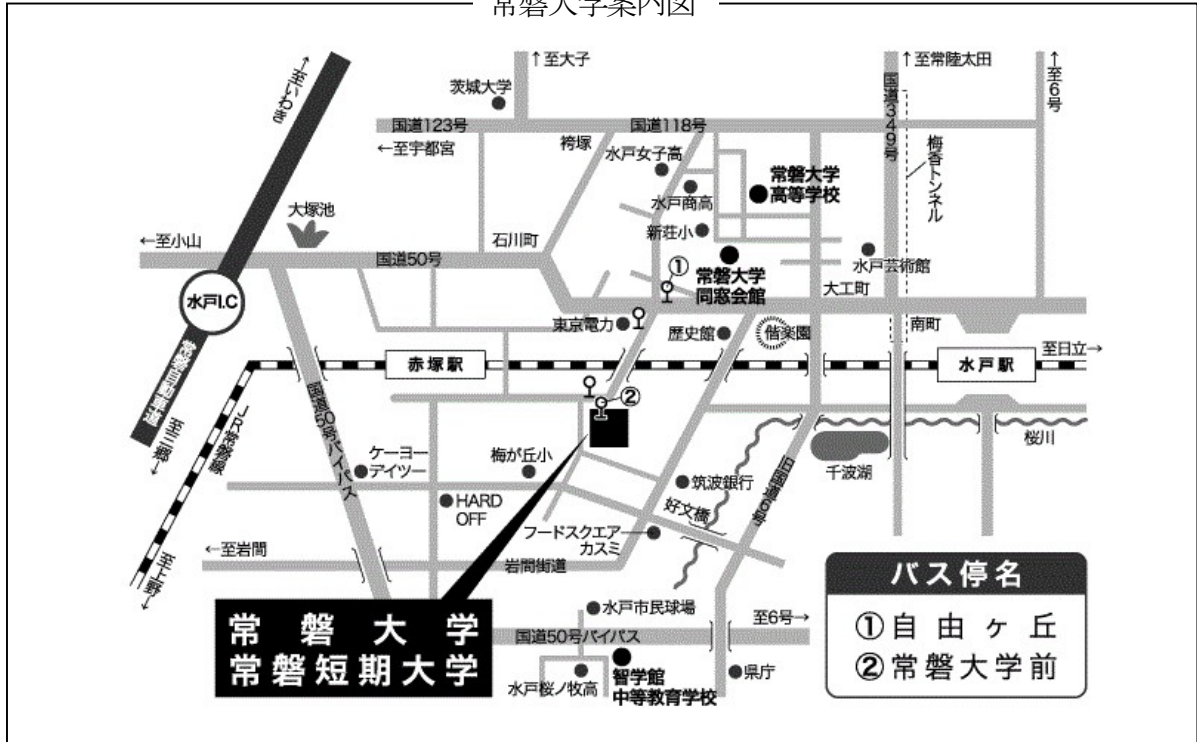 常磐大学案内図
↑至いわき
↑至大子
↑至常陸太田
↑至6号
茨城大学
国道123号
国道118号
国道349号
←至宇都宮
袴塚
水戸女子高
常磐大学
高等学校
梅香トンネル
水戸商高
大塚池
新荘小
←至小山
石川町
国道50号
水戸芸術館
①
常磐大学
同窓会館
大工町
水戸I.C
東京電力
歴史館
偕楽園
南町
至日立→
赤塚駅
水戸駅
常磐自動車道
至三郷→
JR常磐線
至上野→
国道50号バイパス
②
桜川
千波湖
ケーヨー
デイツー
梅が丘小
筑波銀行
旧国道6号
HARD
OFF
好文橋
フードスクエア
カスミ
←至岩間
岩間街道
常磐大学
常磐短期大学
水戸市民球場
至6号→
国道50号バイパス
智学館
中等教育学校
水戸桜ノ牧高
県庁
バス停名
①自由ヶ丘
②常磐大学前